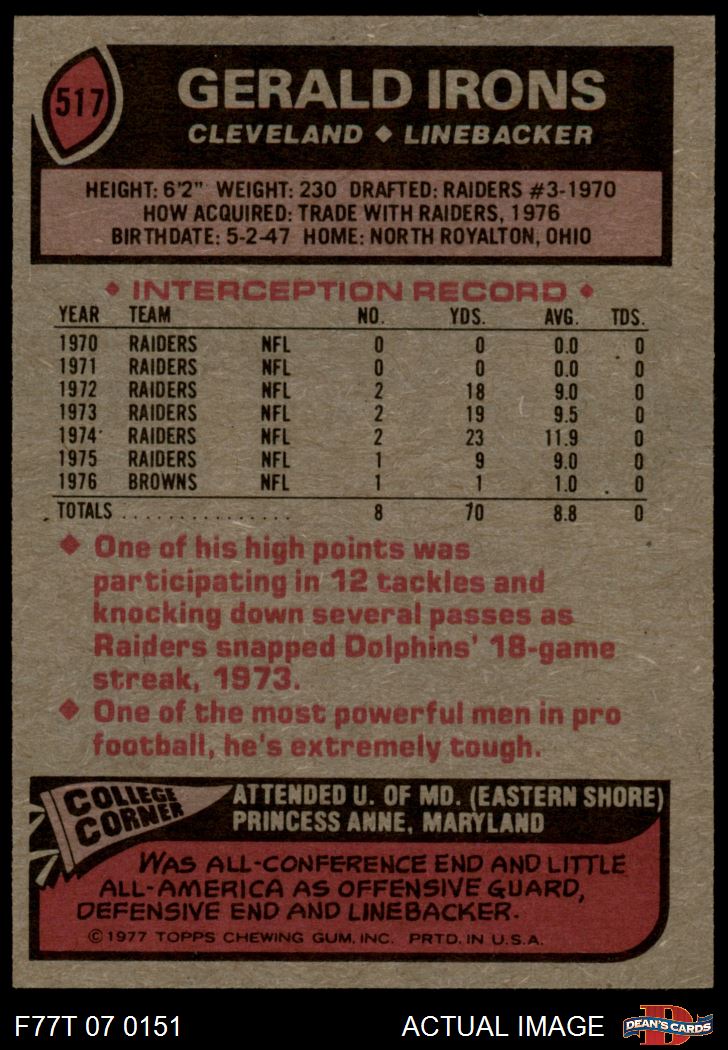 517
GERALD IRONS
CLEVELAND ♦ LINEBACKER
HEIGHT: 6'2" WEIGHT: 230 DRAFTED: RAIDERS #3-1970
HOW ACQUIRED: TRADE WITH RAIDERS, 1976
BIRTHDATE: 5-2-47 HOME: NORTH ROYALTON, OHIO
♦ INTERCEPTION RECORD ♦
YEAR TEAM NO. YDS. AVG. TDS.
1970 RAIDERS NFL 0 0 0.0 0
1971 RAIDERS NFL 0 0 0.0 0
1972 RAIDERS NFL 2 18 9.0 0
1973 RAIDERS NFL 2 19 9.5 0
1974 RAIDERS NFL 2 23 11.9 0
1975 RAIDERS NFL 1 9 9.0 0
1976 BROWNS NFL 1 1 1.0 0
TOTALS . . . . . . . . . . . . . . . 8 70 8.8 0
♦ One of his high points was
participating in 12 tackles and
knocking down several passes as
Raiders snapped Dolphins' 18-game
streak, 1973.
♦ One of the most powerful men in pro
football, he's extremely tough.
COLLEGE
CORNER
ATTENDED U. OF MD. (EASTERN SHORE)
PRINCESS ANNE, MARYLAND
WAS ALL-CONFERENCE END AND LITTLE
ALL-AMERICA AS OFFENSIVE GUARD,
DEFENSIVE END AND LINEBACKER.
©1977 TOPPS CHEWING GUM, INC. PRTD. IN U.S.A.
F77T 07 0151 ACTUAL IMAGE
D
DEAN'S CARDS